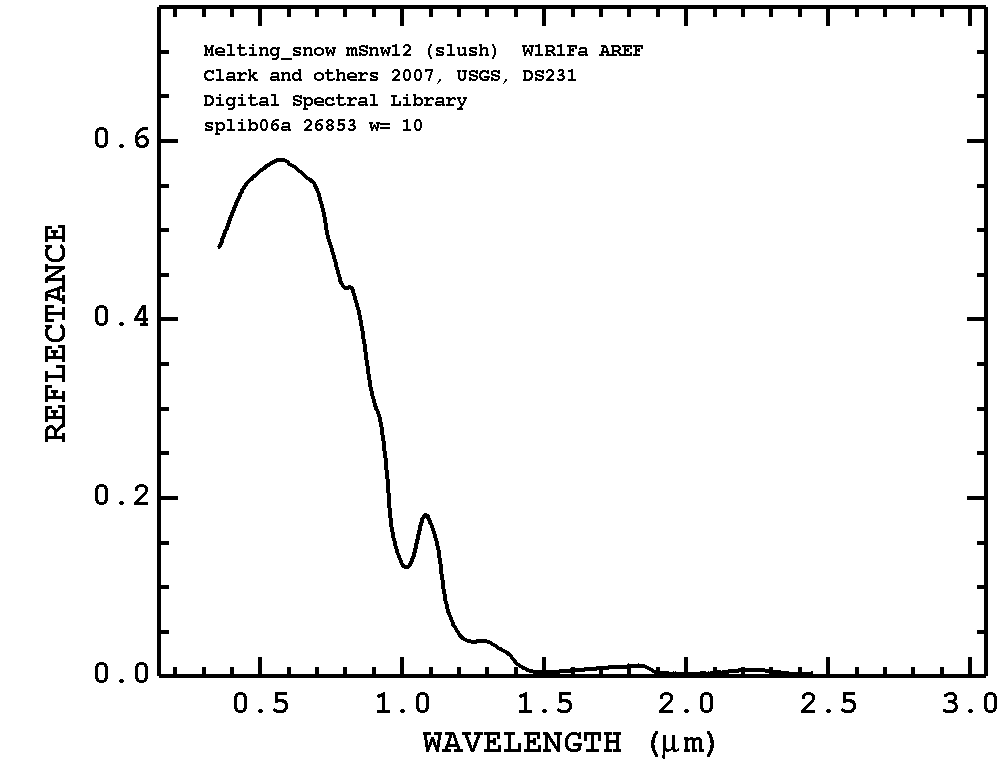 Melting_snow mSnw12 (slush)  W1R1Fa AREF
Clark and others 2007, USGS, DS231
Digital Spectral Library
splib06a 26853 w= 10
0.6
0.4
0.2
0.0
REFLECTANCE
0.5 1.0 1.5 2.0 2.5 3.0
WAVELENGTH (μm)